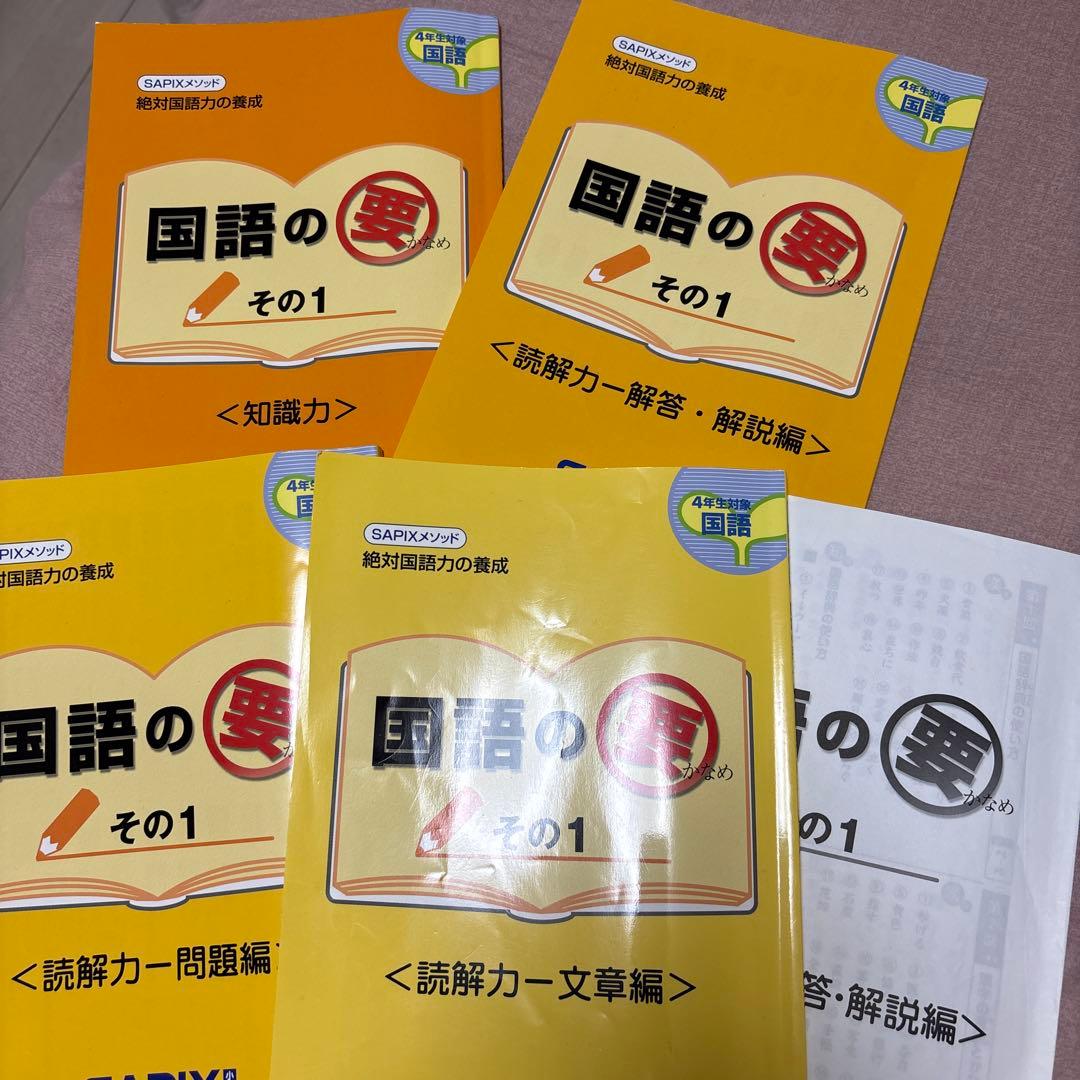 4年生対象
国語
SAPIXメソッド
絶対国語力の養成
国語の要
かなめ
その1
<知識力>
4年生対象
国語
SAPIXメソッド
絶対国語力の養成
国語の要
かなめ
その1
<読解力ー解答・解説編>
4年生対象
国
PIXメソッド
対国語力の養成
国語の要
かなめ
その1
<読解力ー問題編
SAPIX小
4年生対象
国語
SAPIXメソッド
絶対国語力の養成
国語の要
かなめ
その1
<読解力ー文章編>
語の要
かなめ
の1
答・解説編>